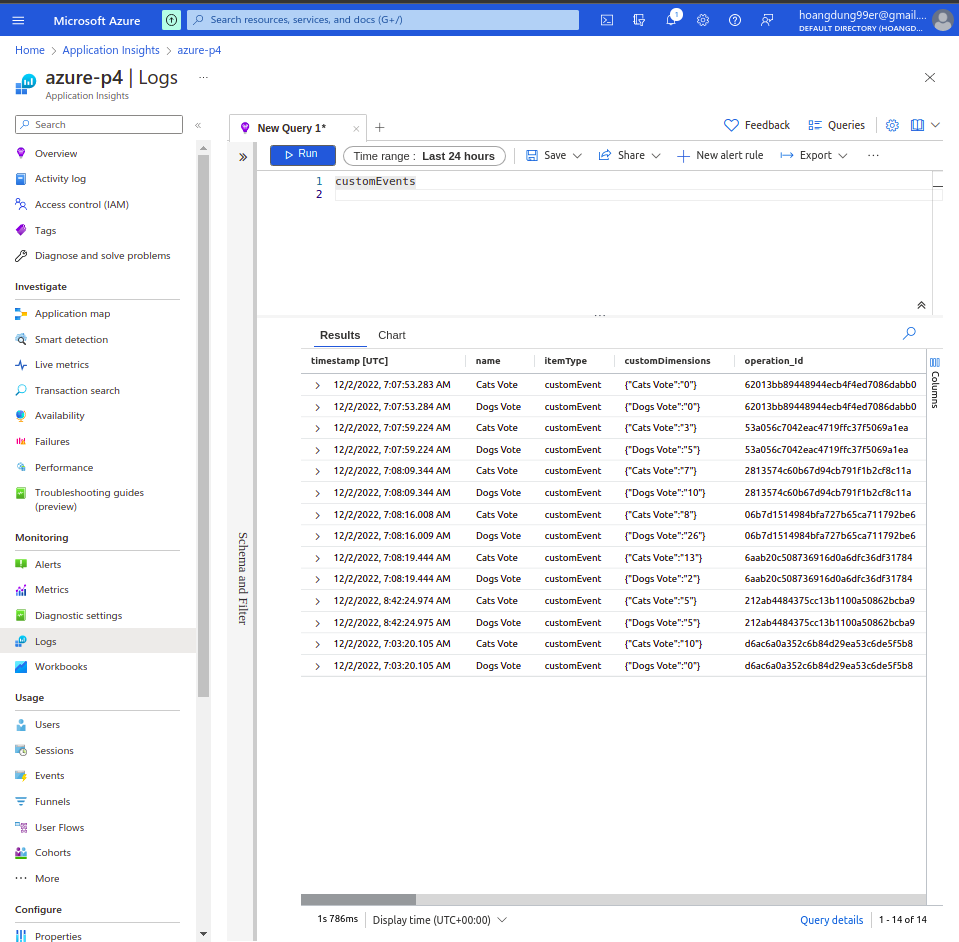 Microsoft Azure
Search resources, services, and docs (G+/)
1
hoangdung99er@gmail....
DEFAULT DIRECTORY (HOANGD...
Home > Application Insights > azure-p4
azure-p4 | Logs ...
Application Insights
Search
«
Overview
Activity log
Access control (IAM)
Tags
Diagnose and solve problems
Investigate
Application map
Smart detection
Live metrics
Transaction search
Availability
Failures
Performance
Troubleshooting guides
(preview)
Monitoring
Alerts
Metrics
Diagnostic settings
Logs
Workbooks
Usage
Users
Sessions
Events
Funnels
User Flows
Cohorts
More
Configure
Properties
New Query 1*
Feedback
Queries
Run
Time range : Last 24 hours
Save
Share
New alert rule
Export
...
Schema and Filter
1 customEvents
2
Results Chart
timestamp [UTC] name itemType customDimensions operation_Id
12/2/2022, 7:07:53.283 AM Cats Vote customEvent {"Cats Vote":"0"} 62013bb89448944ecb4f4ed7086dabb0
12/2/2022, 7:07:53.284 AM Dogs Vote customEvent {"Dogs Vote":"0"} 62013bb89448944ecb4f4ed7086dabb0
12/2/2022, 7:07:59.224 AM Cats Vote customEvent {"Cats Vote":"3"} 53a056c7042eac4719ffc37f5069a1ea
12/2/2022, 7:07:59.224 AM Dogs Vote customEvent {"Dogs Vote":"5"} 53a056c7042eac4719ffc37f5069a1ea
12/2/2022, 7:08:09.344 AM Cats Vote customEvent {"Cats Vote":"7"} 2813574c60b67d94cb791f1b2cf8c11a
12/2/2022, 7:08:09.344 AM Dogs Vote customEvent {"Dogs Vote":"10"} 2813574c60b67d94cb791f1b2cf8c11a
12/2/2022, 7:08:16.008 AM Cats Vote customEvent {"Cats Vote":"8"} 06b7d1514984bfa727b65ca711792be6
12/2/2022, 7:08:16.009 AM Dogs Vote customEvent {"Dogs Vote":"26"} 06b7d1514984bfa727b65ca711792be6
12/2/2022, 7:08:19.444 AM Cats Vote customEvent {"Cats Vote":"13"} 6aab20c508736916d0a6dfc36df31784
12/2/2022, 7:08:19.444 AM Dogs Vote customEvent {"Dogs Vote":"2"} 6aab20c508736916d0a6dfc36df31784
12/2/2022, 8:42:24.974 AM Cats Vote customEvent {"Cats Vote":"5"} 212ab4484375cc13b1100a50862bcba9
12/2/2022, 8:42:24.975 AM Dogs Vote customEvent {"Dogs Vote":"5"} 212ab4484375cc13b1100a50862bcba9
12/2/2022, 7:03:20.105 AM Cats Vote customEvent {"Cats Vote":"10"} d6ac6a0a352c6b84d29ea53c6de5f5b8
12/2/2022, 7:03:20.105 AM Dogs Vote customEvent {"Dogs Vote":"0"} d6ac6a0a352c6b84d29ea53c6de5f5b8
Columns
1s 786ms
Display time (UTC+00:00)
Query details
1 - 14 of 14